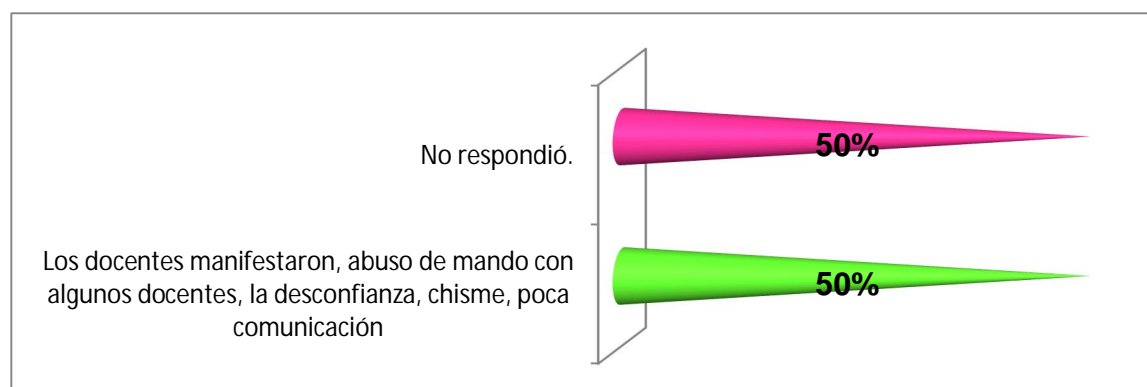 No respondió.
50%
Los docentes manifestaron, abuso de mando con
algunos docentes, la desconfianza, chisme, poca
comunicación
50%